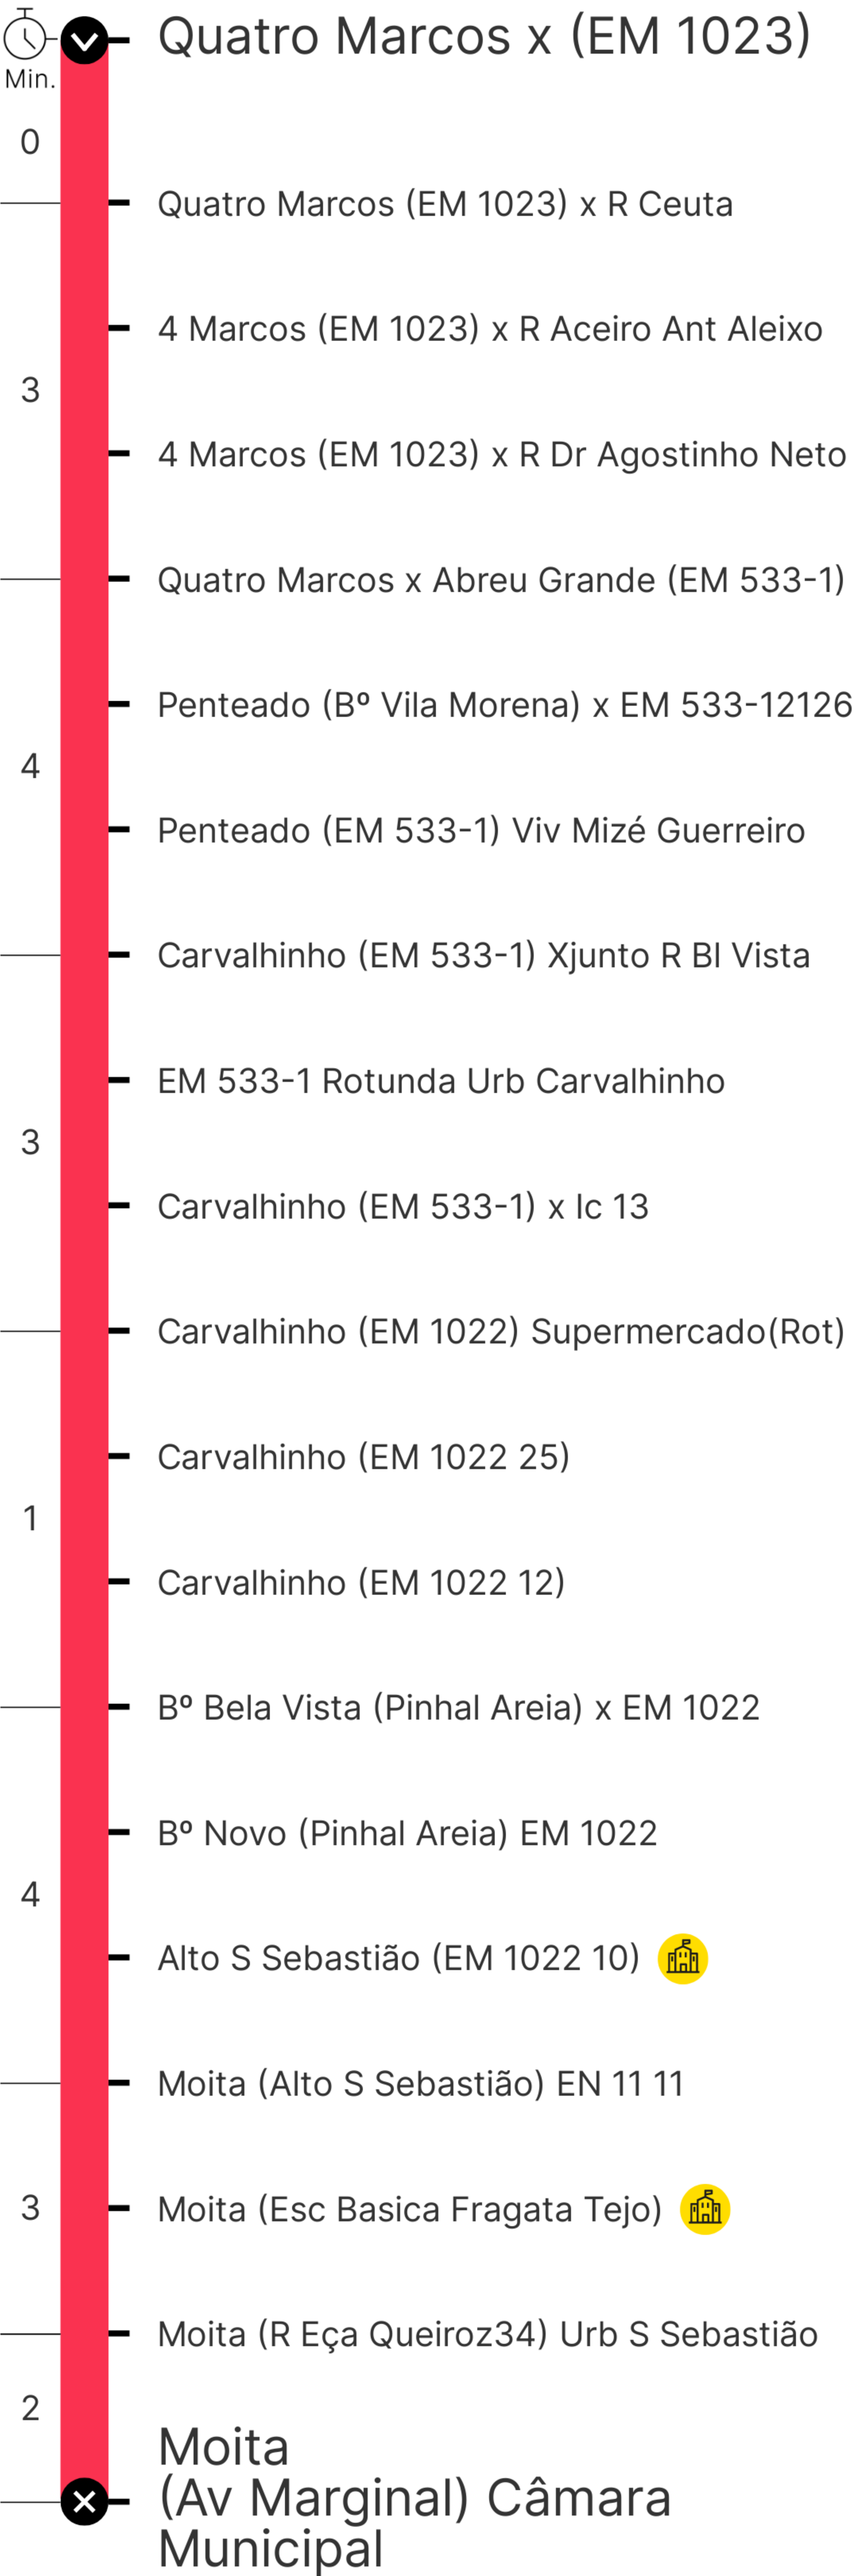 Quatro Marcos x (EM 1023)
Min.
0
Quatro Marcos (EM 1023) x R Ceuta
4 Marcos (EM 1023) x R Aceiro Ant Aleixo
3
4 Marcos (EM 1023) x R Dr Agostinho Neto
Quatro Marcos x Abreu Grande (EM 533-1)
Penteado (Bº Vila Morena) x EM 533-12126
4
Penteado (EM 533-1) Viv Mizé Guerreiro
Carvalhinho (EM 533-1) Xjunto R Bl Vista
EM 533-1 Rotunda Urb Carvalhinho
3
Carvalhinho (EM 533-1) x Ic 13
Carvalhinho (EM 1022) Supermercado(Rot)
Carvalhinho (EM 1022 25)
1
Carvalhinho (EM 1022 12)
Bº Bela Vista (Pinhal Areia) x EM 1022
Bº Novo (Pinhal Areia) EM 1022
4
Alto S Sebastião (EM 1022 10)
Moita (Alto S Sebastião) EN 11 11
3
Moita (Esc Basica Fragata Tejo)
Moita (R Eça Queiroz34) Urb S Sebastião
2
Moita
(Av Marginal) Câmara
Municipal